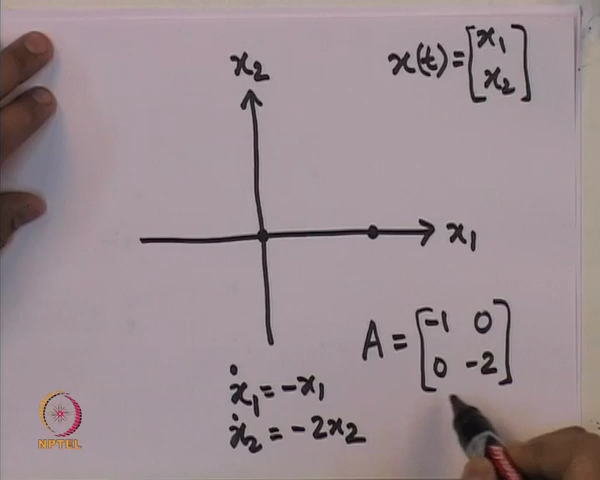 x₂
x(t) = [x₁ x₂]
x₁
A = [-1 0
0 -2]
ẋ₁ = -x₁
ẋ₂ = -2x₂
NPTEL